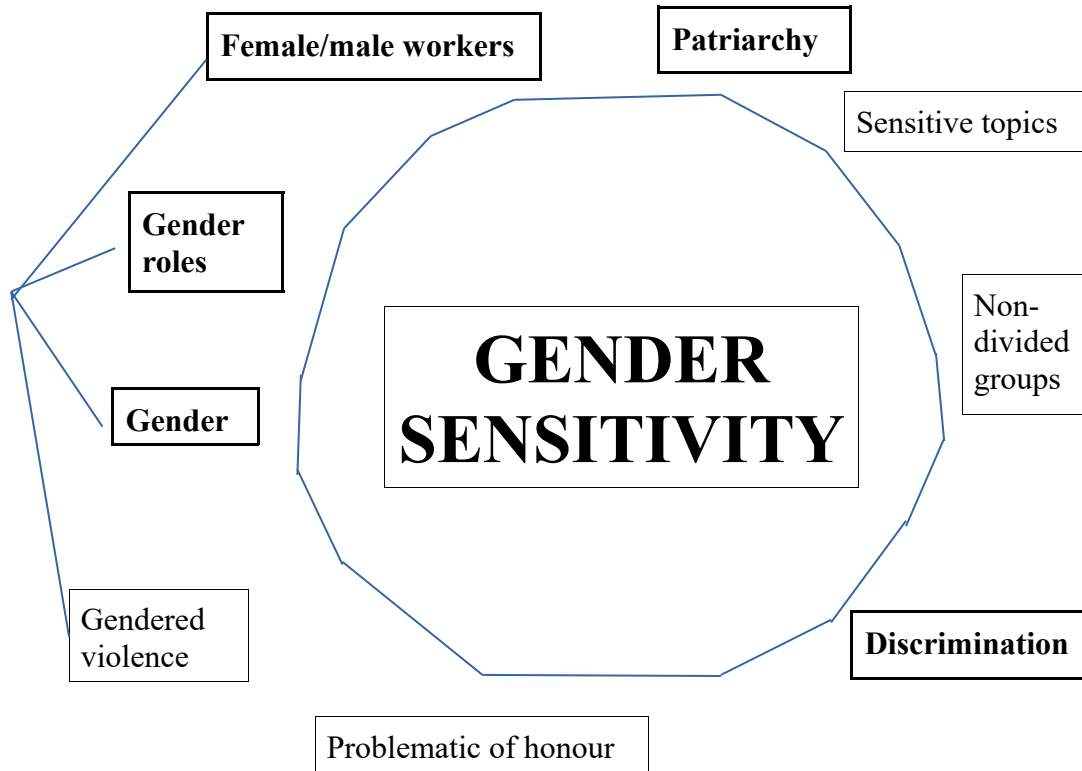 Female/male workers
Patriarchy
Sensitive topics
Gender
roles
Non-
divided
groups
GENDER
SENSITIVITY
Gender
Gendered
violence
Discrimination
Problematic of honour